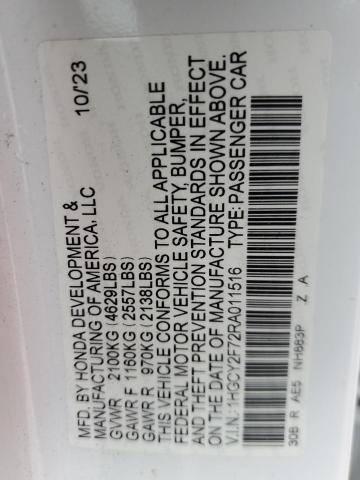 MFD. BY HONDA DEVELOPMENT & 10/'23
MANUFACTURING OF AMERICA, LLC
GVWR 2100KG (4629LBS)
GAWR F 1160KG (2557LBS)
GAWR R 970KG (2138LBS)
THIS VEHICLE CONFORMS TO ALL APPLICABLE
FEDERAL MOTOR VEHICLE SAFETY, BUMPER,
AND THEFT PREVENTION STANDARDS IN EFFECT
ON THE DATE OF MANUFACTURE SHOWN ABOVE.
V.I.N.: 1HGCY2F72RA011516 TYPE: PASSENGER CAR
30B R AE5 NH883P Z A